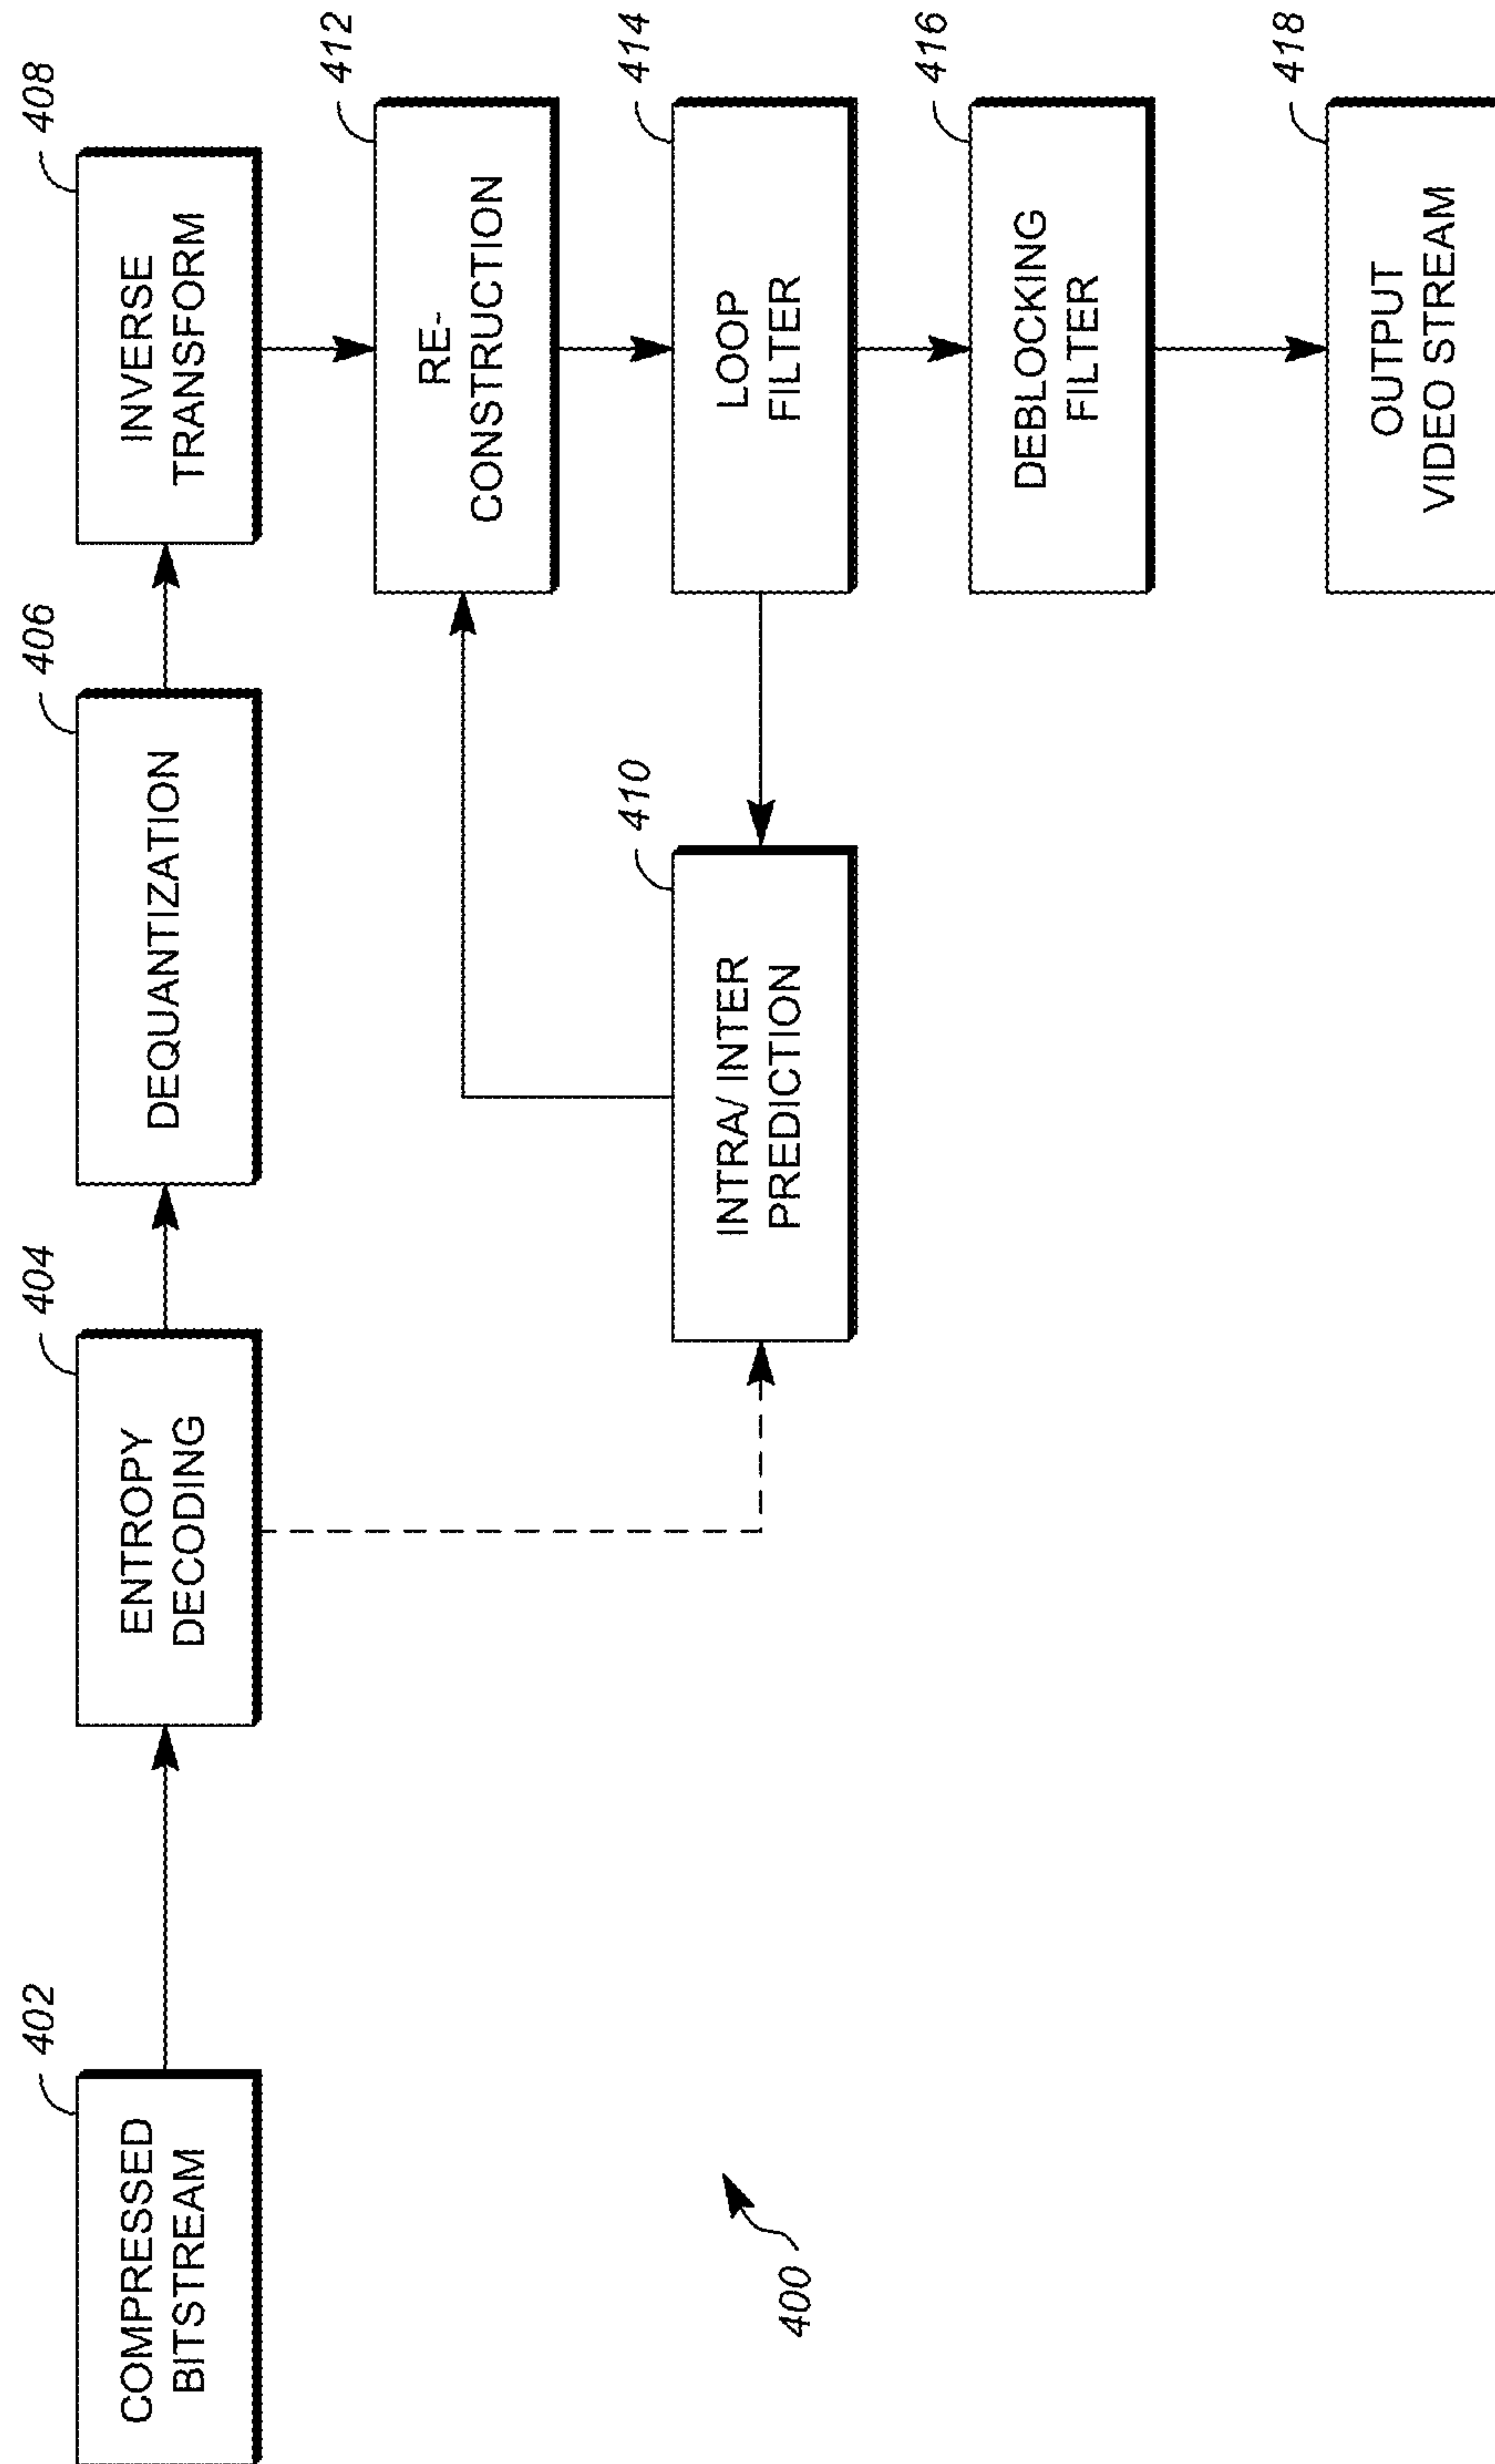 402
COMPRESSED
BITSTREAM
404
ENTROPY
DECODING
406
DEQUANTIZATION
408
INVERSE
TRANSFORM
412
RE-
CONSTRUCTION
410
INTRA/ INTER
PREDICTION
414
LOOP
FILTER
416
DEBLOCKING
FILTER
418
OUTPUT
VIDEO STREAM
400